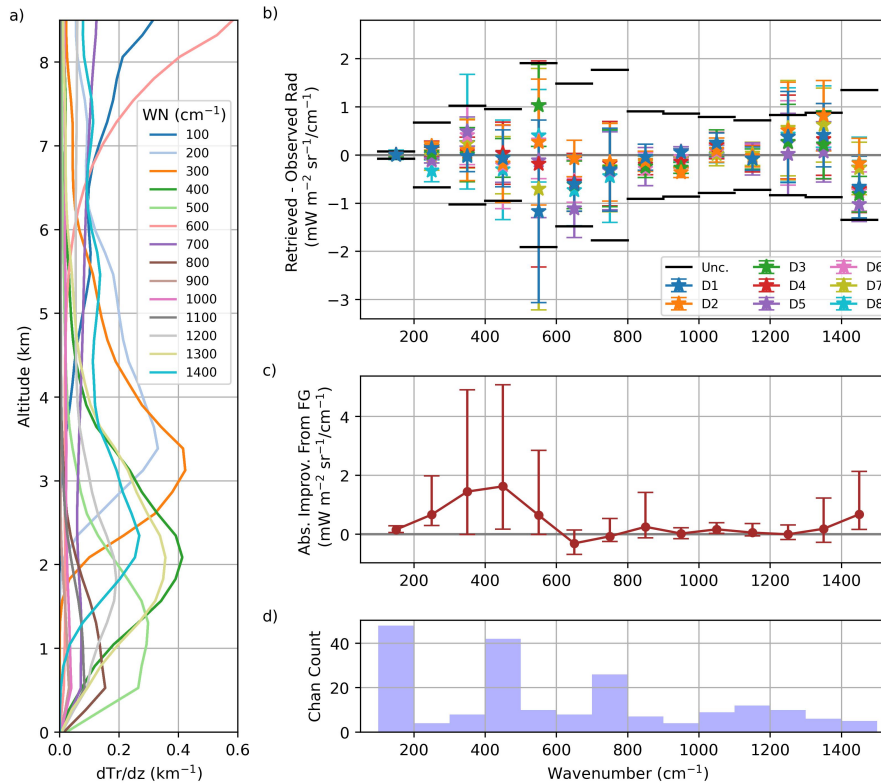 a)
8
7
6
5
4
3
2
1
0
Altitude (km)
0.0 0.2 0.4 0.6
dTr/dz (km⁻¹)
WN (cm⁻¹)
100
200
300
400
500
600
700
800
900
1000
1100
1200
1300
1400
b)
2
1
0
−1
−2
−3
Retrieved - Observed Rad
(mW m⁻² sr⁻¹/cm⁻¹)
200 400 600 800 1000 1200 1400
Unc.
D1
D2
D3
D4
D5
D6
D7
D8
c)
4
2
0
Abs. Improv. From FG
(mW m⁻² sr⁻¹/cm⁻¹)
200 400 600 800 1000 1200 1400
d)
40
20
0
Chan Count
200 400 600 800 1000 1200 1400
Wavenumber (cm⁻¹)